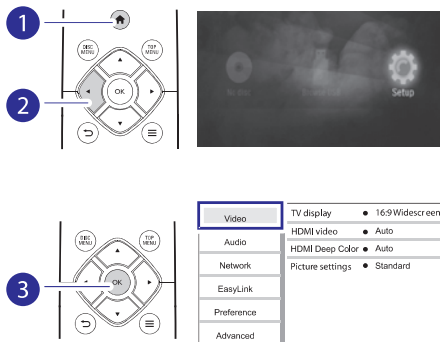 1
DISC MENU
TOP MENU
OK
2
No disc
Browse USB
Setup
DISC MENU
TOP MENU
OK
3
Video
Audio
Network
EasyLink
Preference
Advanced
TV display ● 16:9 Widescreen
HDMI video ● Auto
HDMI Deep Color ● Auto
Picture settings ● Standard